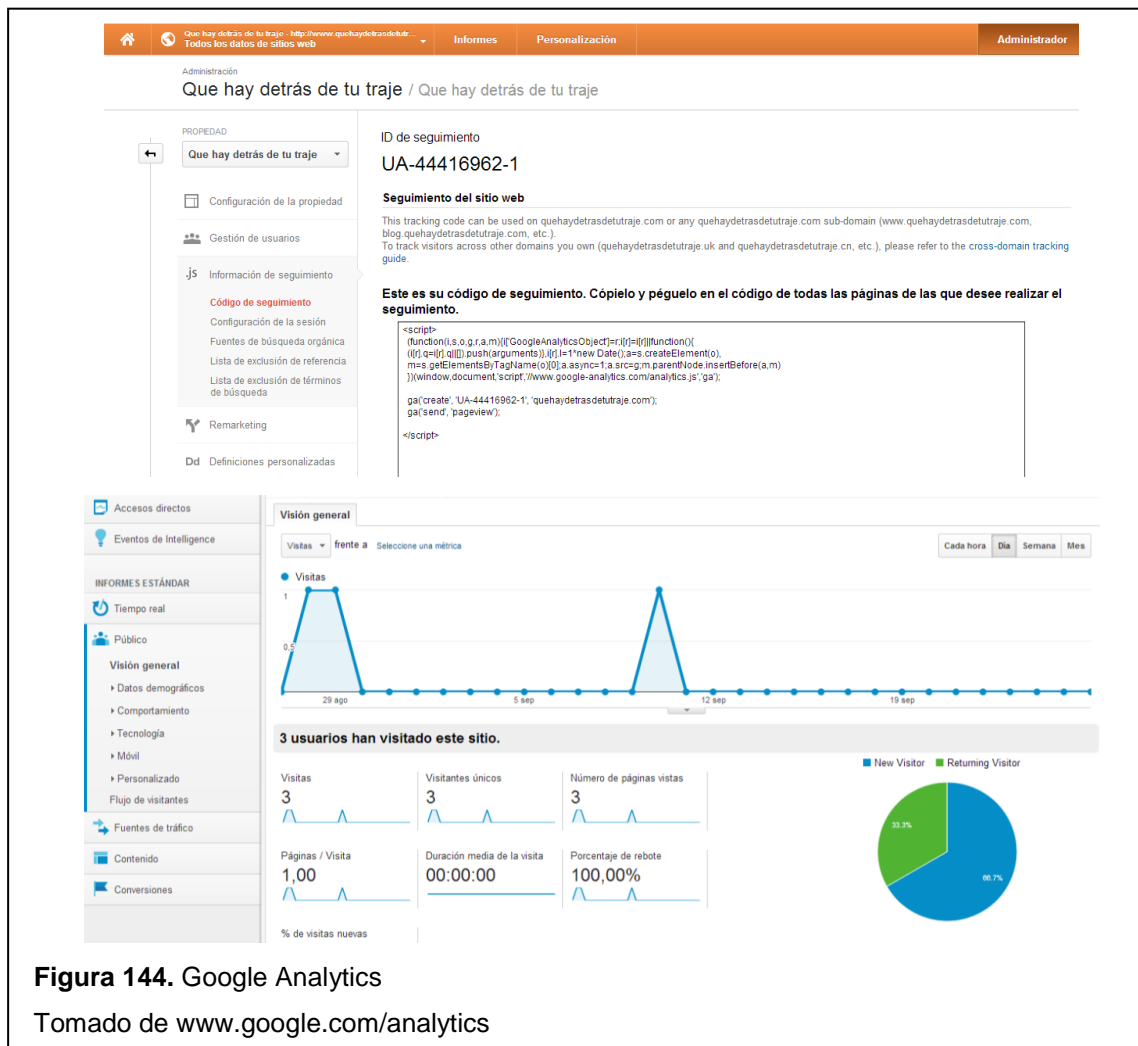 Que hay detrás de tu traje - http://www.quehaydetrasdetutr...
Todos los datos de sitios web
Informes
Personalización
Administrador
Administración
Que hay detrás de tu traje / Que hay detrás de tu traje
PROPIEDAD
Que hay detrás de tu traje
Configuración de la propiedad
Gestión de usuarios
.js Información de seguimiento
Código de seguimiento
Configuración de la sesión
Fuentes de búsqueda orgánica
Lista de exclusión de referencia
Lista de exclusión de términos
de búsqueda
Remarketing
Dd Definiciones personalizadas
ID de seguimiento
UA-44416962-1
Seguimiento del sitio web
This tracking code can be used on quehaydetrasdetutraje.com or any quehaydetrasdetutraje.com sub-domain (www.quehaydetrasdetutraje.com,
blog.quehaydetrasdetutraje.com, etc.).
To track visitors across other domains you own (quehaydetrasdetutraje.uk and quehaydetrasdetutraje.cn, etc.), please refer to the cross-domain tracking
guide.
Este es su código de seguimiento. Cópielo y péguelo en el código de todas las páginas de las que desee realizar el
seguimiento.
<script>
(function(i,s,o,g,r,a,m){i['GoogleAnalyticsObject']=r;i[r]=i[r]||function(){
(i[r].q=i[r].q||[]).push(arguments)},i[r].l=1*new Date();a=s.createElement(o),
m=s.getElementsByTagName(o)[0];a.async=1;a.src=g;m.parentNode.insertBefore(a,m)
})(window,document,'script','//www.google-analytics.com/analytics.js','ga');
ga('create', 'UA-44416962-1', 'quehaydetrasdetutraje.com');
ga('send', 'pageview');
</script>
Accesos directos
Eventos de Intelligence
INFORMES ESTÁNDAR
Tiempo real
Público
Visión general
Datos demográficos
Comportamiento
Tecnología
Móvil
Personalizado
Flujo de visitantes
Fuentes de tráfico
Contenido
Conversiones
Visión general
Visitas frente a Seleccione una métrica
Cada hora Día Semana Mes
Visitas
1
0,5
29 ago 5 sep 12 sep 19 sep
3 usuarios han visitado este sitio.
Visitas
3
Visitantes únicos
3
Número de páginas vistas
3
Páginas / Visita
1,00
Duración media de la visita
00:00:00
Porcentaje de rebote
100,00%
% de visitas nuevas
New Visitor Returning Visitor
33.3%
66.7%
Figura 144. Google Analytics
Tomado de www.google.com/analytics